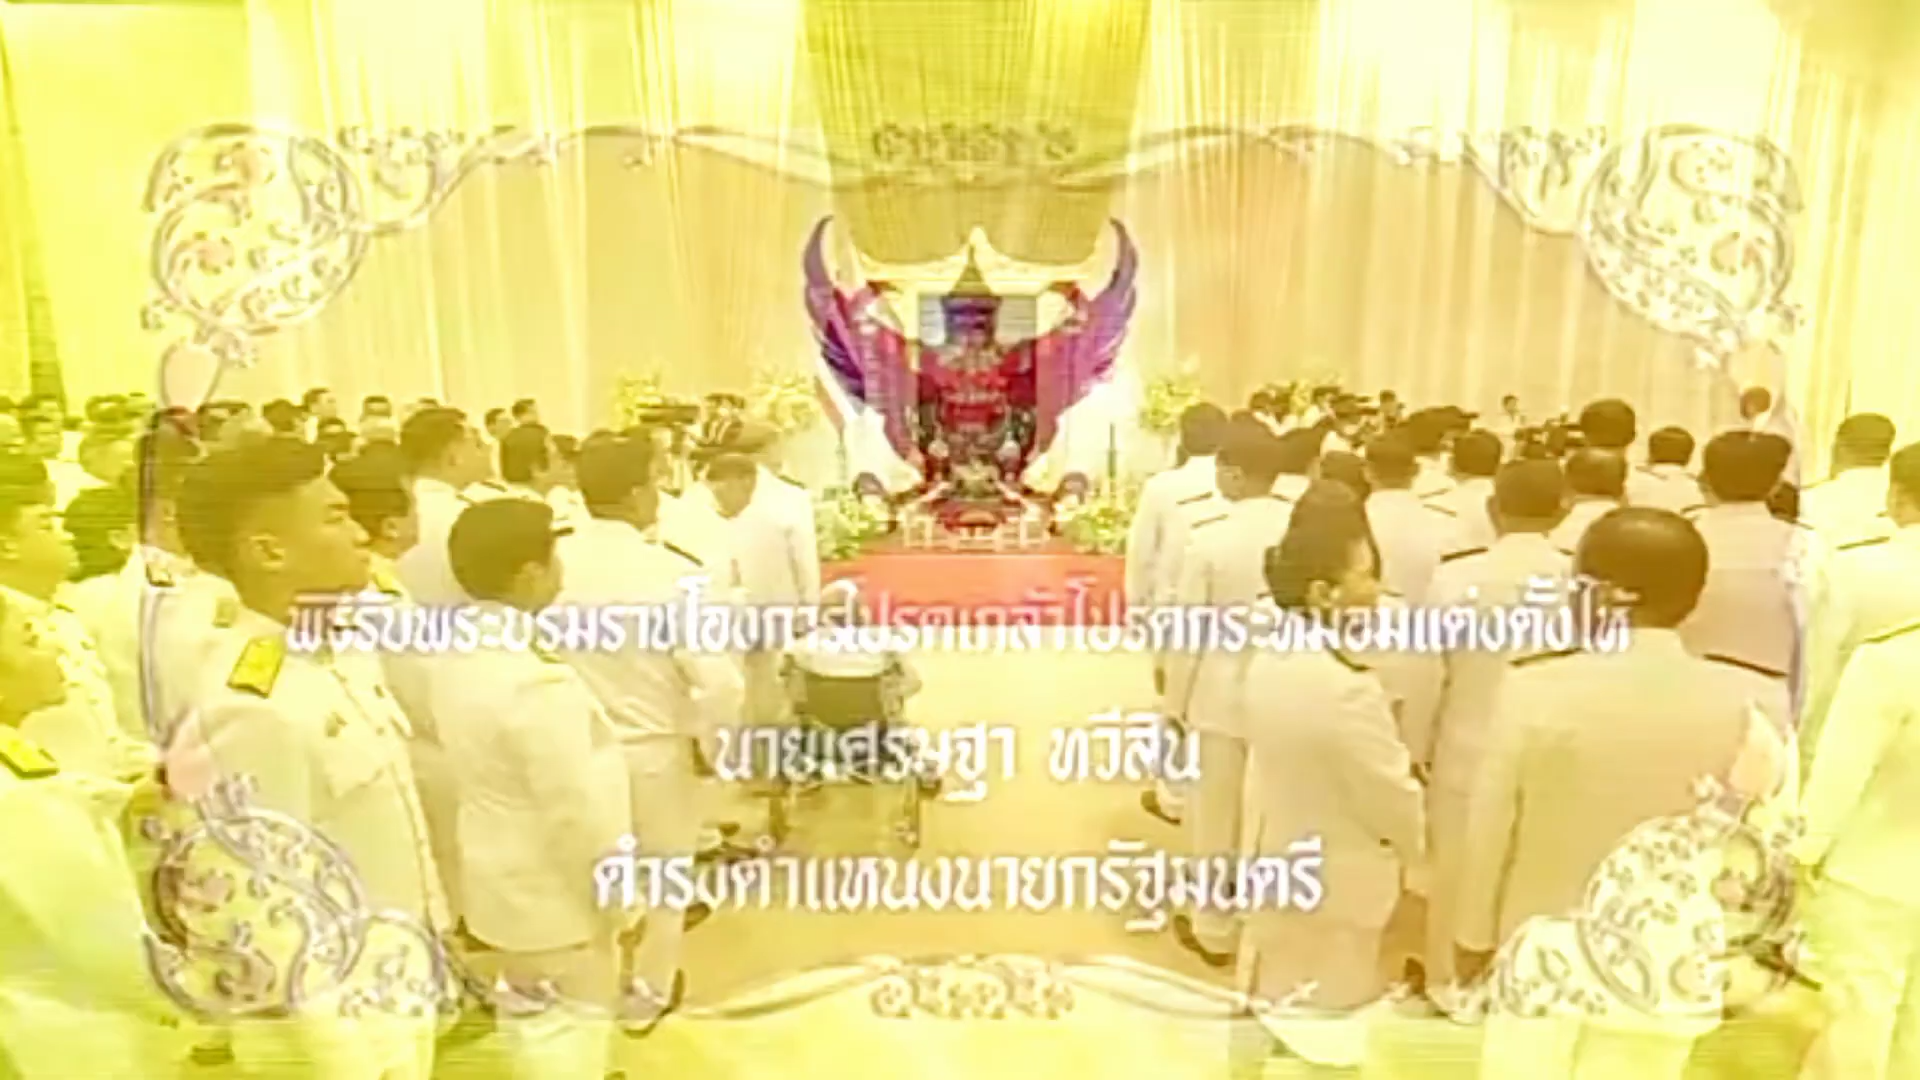 พิธีรับพระบรมราชโองการโปรดเกล้าโปรดกระหม่อมแต่งตั้งให้
นายเศรษฐา ทวีสิน
ดำรงตำแหน่งนายกรัฐมนตรี